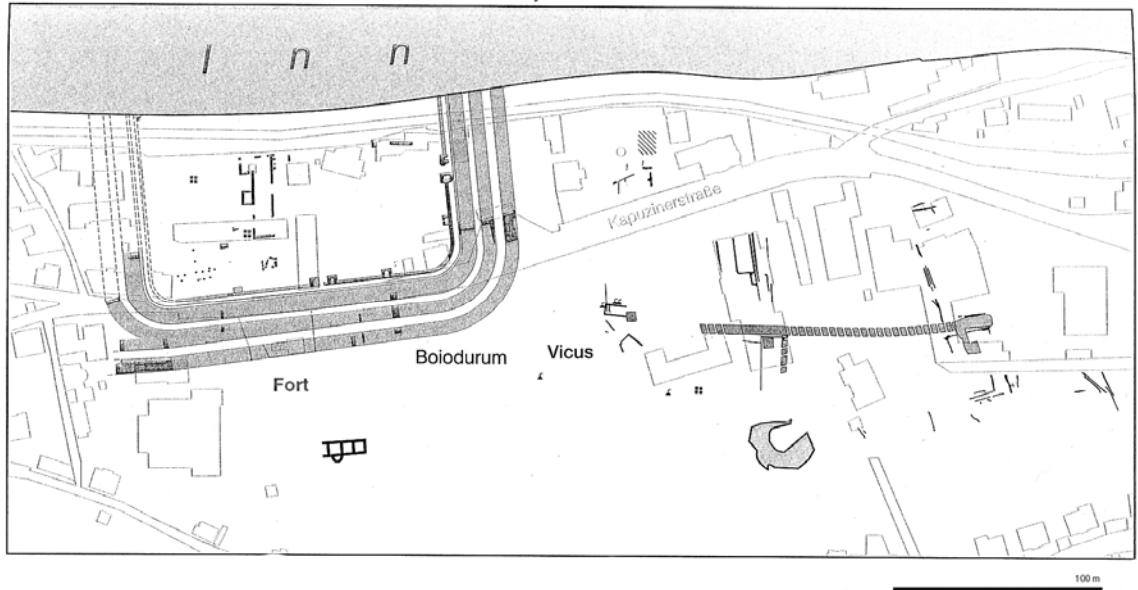 I n n
Kapuzinerstraße
Boiodurum
Vicus
Fort
100 m